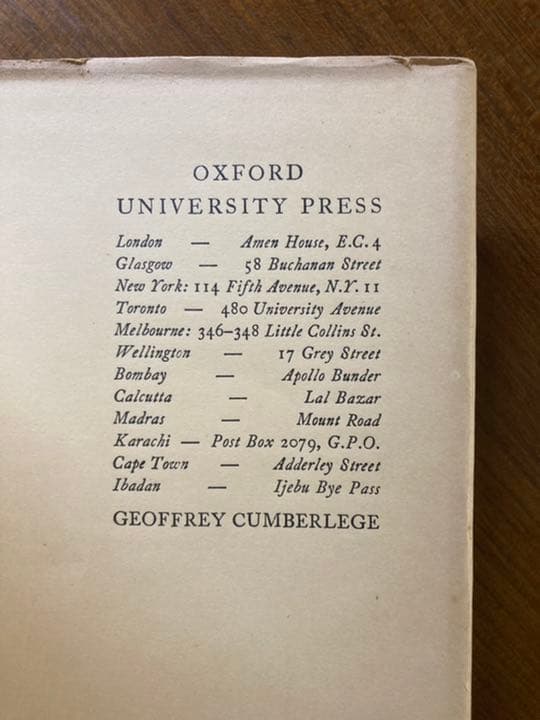 OXFORD
UNIVERSITY PRESS
London — Amen House, E.C. 4
Glasgow — 58 Buchanan Street
New York: 114 Fifth Avenue, N.Y. 11
Toronto — 480 University Avenue
Melbourne: 346–348 Little Collins St.
Wellington — 17 Grey Street
Bombay — Apollo Bunder
Calcutta — Lal Bazar
Madras — Mount Road
Karachi — Post Box 2079, G.P.O.
Cape Town — Adderley Street
Ibadan — Ijebu Bye Pass
GEOFFREY CUMBERLEGE